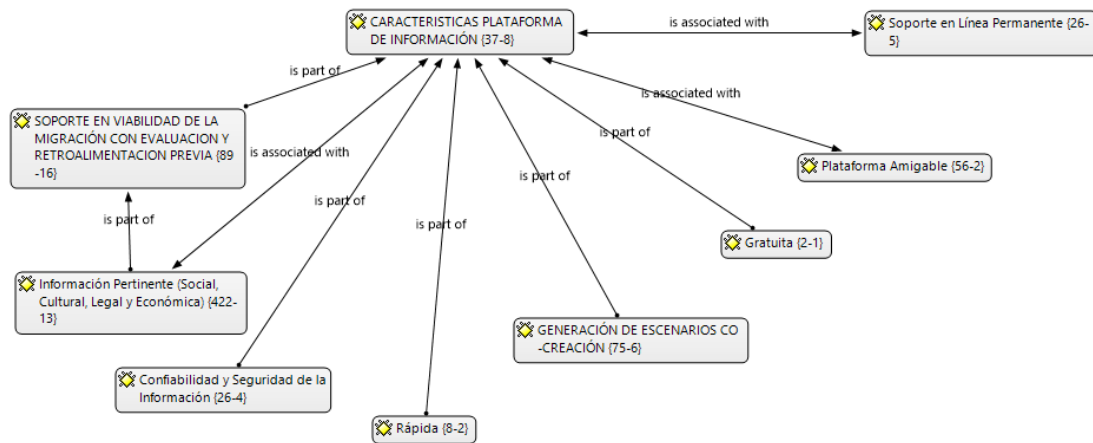 CARACTERISTICAS PLATAFORMA
DE INFORMACIÓN {37-8}
is associated with
Soporte en Línea Permanente {26-
5}
is part of
is associated with
SOPORTE EN VIABILIDAD DE LA
MIGRACIÓN CON EVALUACION Y
RETROALIMENTACION PREVIA {89
-16}
is associated with
is part of
Plataforma Amigable {56-2}
is part of
is part of
is part of
is part of
Gratuita {2-1}
Información Pertinente (Social,
Cultural, Legal y Económica) {422-
13}
GENERACIÓN DE ESCENARIOS CO
-CREACIÓN {75-6}
Confiabilidad y Seguridad de la
Información {26-4}
Rápida {8-2}